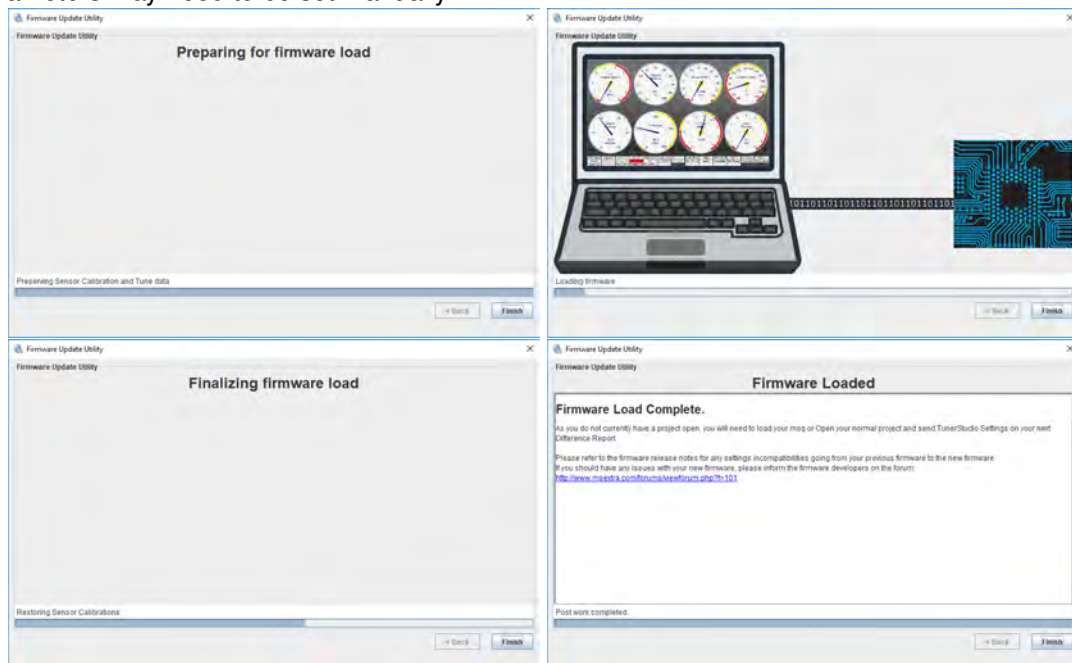 Firmware Update Utility
Firmware Update Utility
Preparing for firmware load
Preserving Sensor Calibration and Tune data
< Back Finish
Firmware Update Utility
Firmware Update Utility
Loading firmware
< Back Finish
Firmware Update Utility
Firmware Update Utility
Finalizing firmware load
Restoring Sensor Calibrations
< Back Finish
Firmware Update Utility
Firmware Update Utility
Firmware Loaded
Firmware Load Complete.
As you do not currently have a project open, you will need to load your msq or Open your normal project and send TunerStudio Settings on your next
Difference Report.
Please refer to the firmware release notes for any settings incompatibilities going from your previous firmware to the new firmware.
If you should have any issues with your new firmware, please inform the firmware developers on the forum:
http://www.msextra.com/forums/viewforum.php?f=101
Post work completed.
< Back Finish